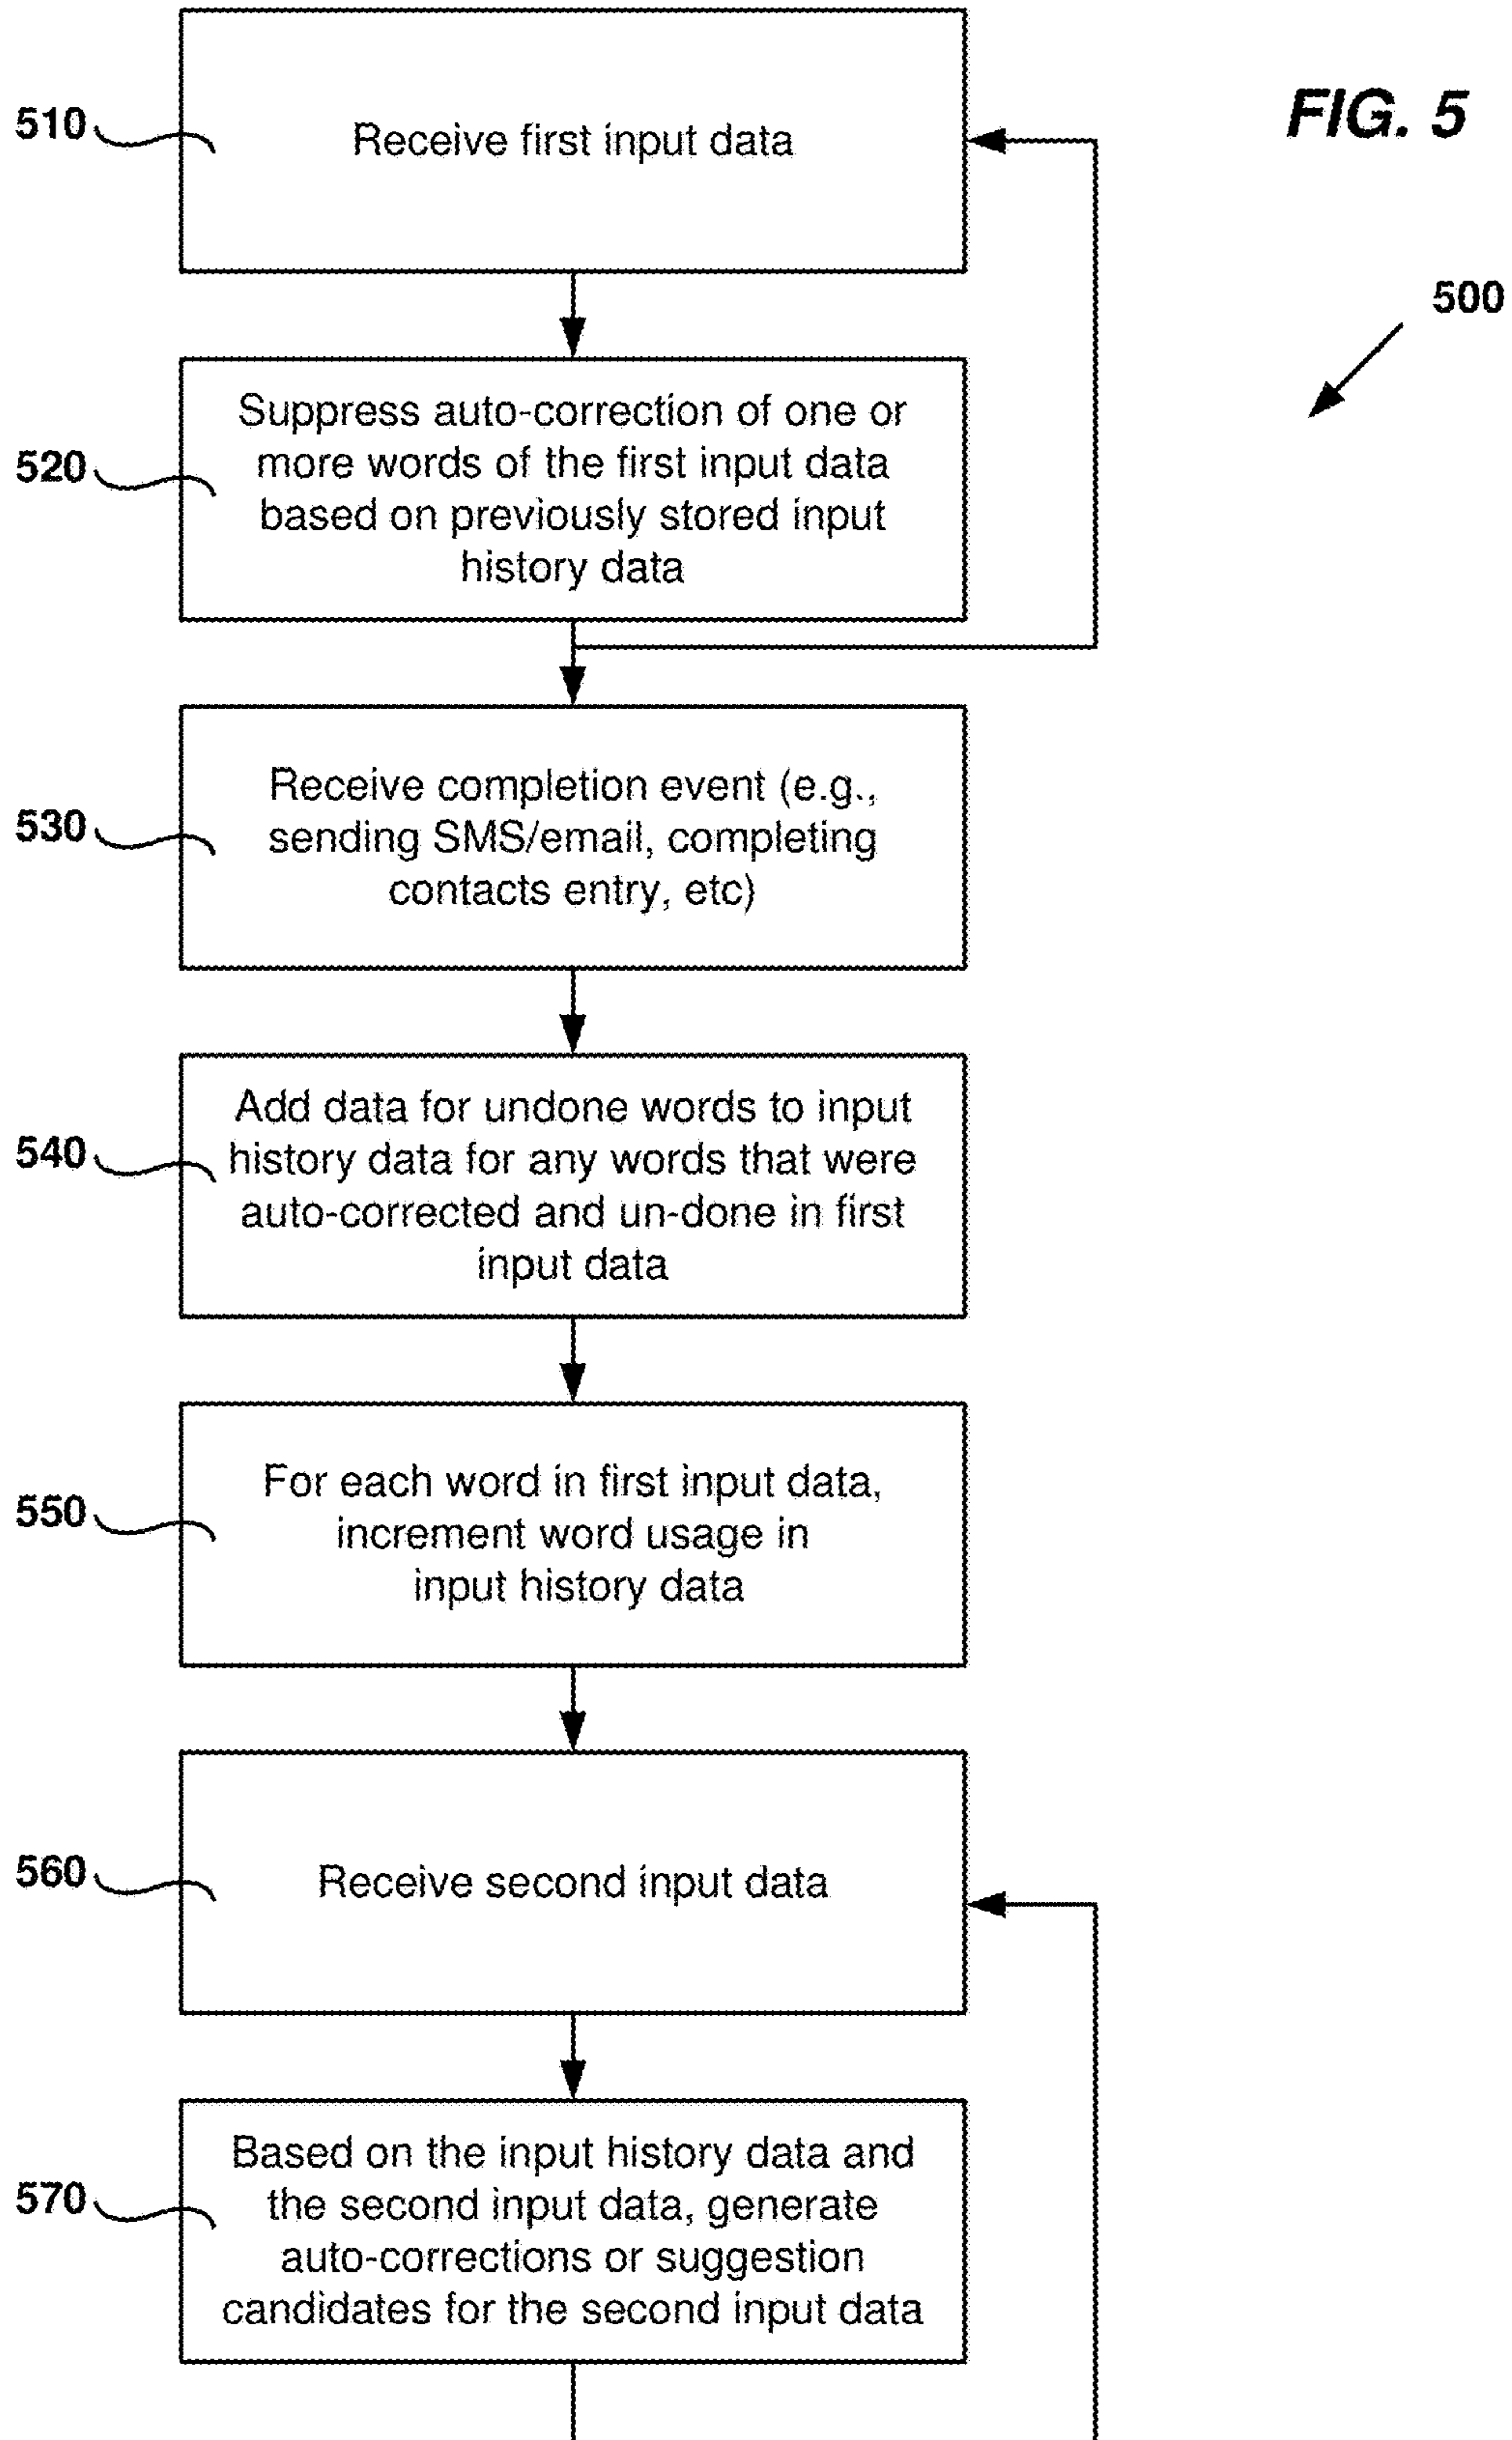 FIG. 5
500
510
Receive first input data
520
Suppress auto-correction of one or
more words of the first input data
based on previously stored input
history data
530
Receive completion event (e.g.,
sending SMS/email, completing
contacts entry, etc)
540
Add data for undone words to input
history data for any words that were
auto-corrected and un-done in first
input data
550
For each word in first input data,
increment word usage in
input history data
560
Receive second input data
570
Based on the input history data and
the second input data, generate
auto-corrections or suggestion
candidates for the second input data